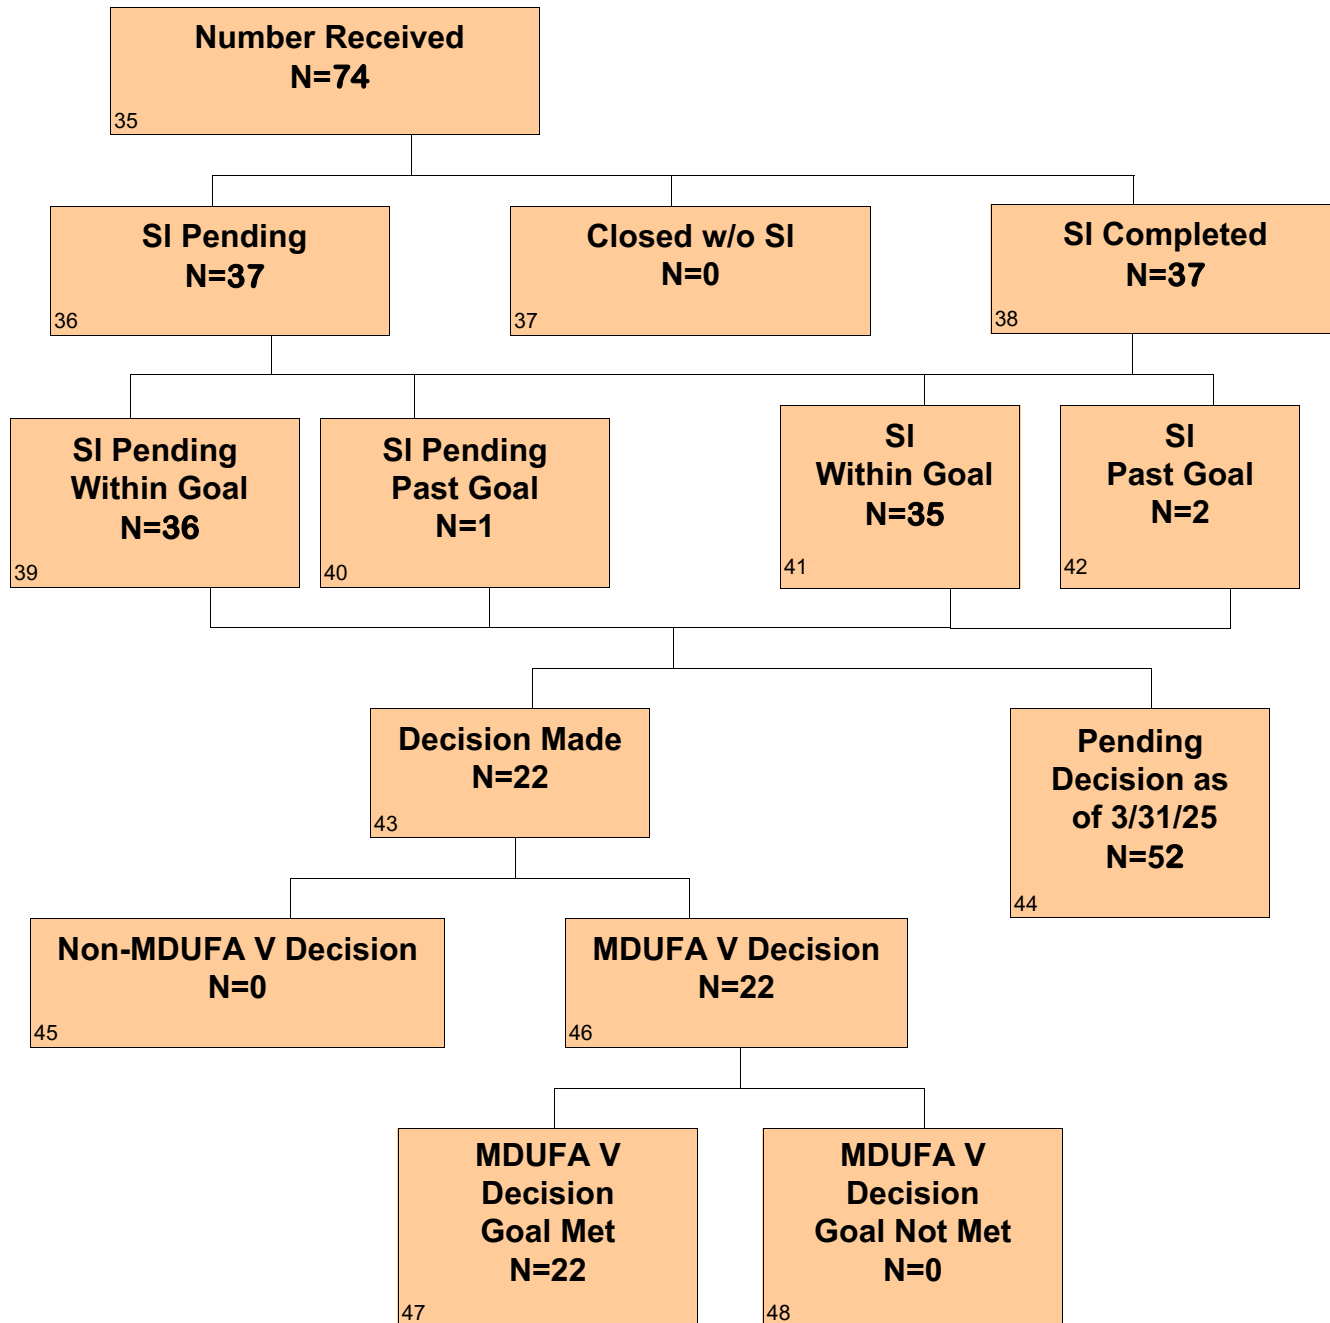 Number Received
N=74
35
SI Pending
N=37
36
Closed w/o SI
N=0
37
SI Completed
N=37
38
SI Pending
Within Goal
N=36
39
SI Pending
Past Goal
N=1
40
SI
Within Goal
N=35
41
SI
Past Goal
N=2
42
Decision Made
N=22
43
Pending
Decision as
of 3/31/25
N=52
44
Non-MDUFA V Decision
N=0
45
MDUFA V Decision
N=22
46
MDUFA V
Decision
Goal Met
N=22
47
MDUFA V
Decision
Goal Not Met
N=0
48